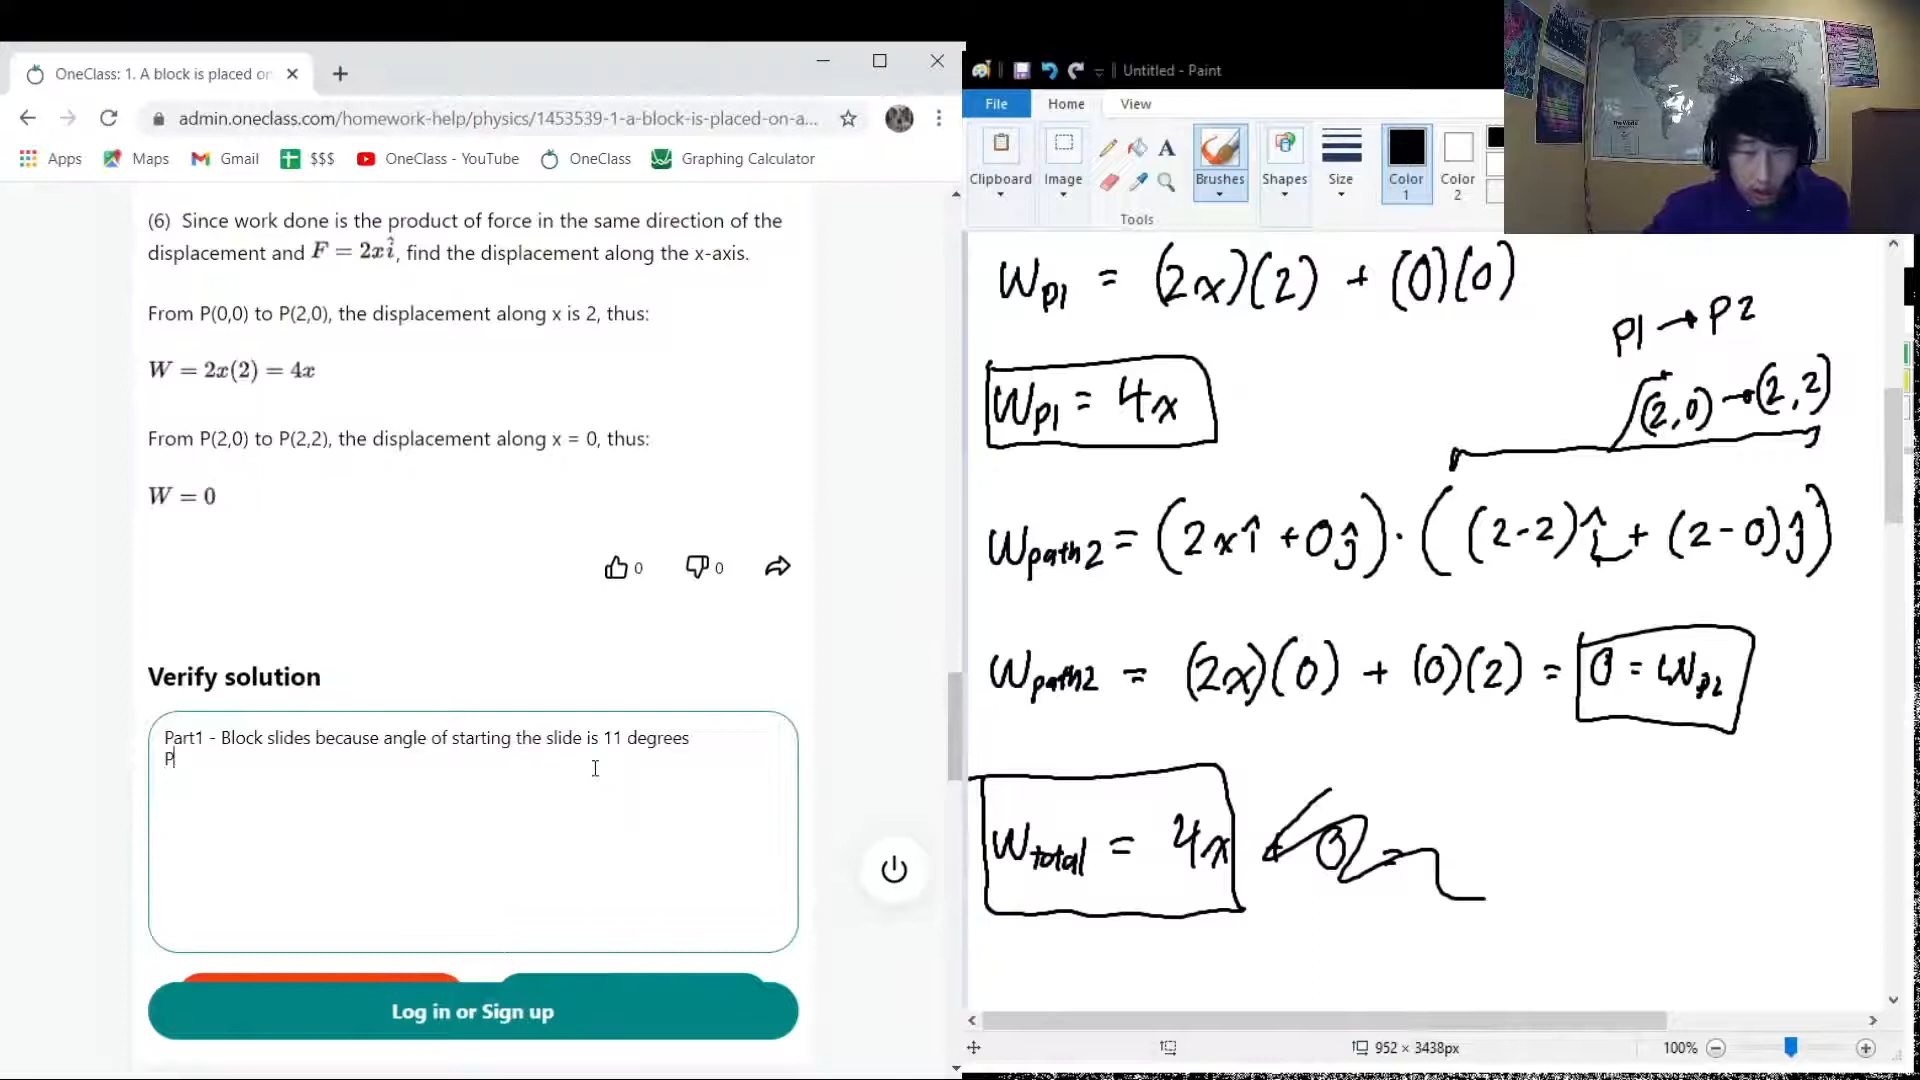 OneClass: 1. A block is placed on
admin.oneclass.com/homework-help/physics/1453539-1-a-block-is-placed-on-a...
Apps Maps Gmail $$$ OneClass - YouTube OneClass Graphing Calculator
(6) Since work done is the product of force in the same direction of the
displacement and F = 2xî, find the displacement along the x-axis.
From P(0,0) to P(2,0), the displacement along x is 2, thus:
W = 2x(2) = 4x
From P(2,0) to P(2,2), the displacement along x = 0, thus:
W = 0
0 0
Verify solution
Part1 - Block slides because angle of starting the slide is 11 degrees
P
Log in or Sign up
Untitled - Paint
File Home View
Clipboard Image Brushes Shapes Size Color 1 Color 2
Tools
W_P1 = (2x)(2) + (0)(0)
P1 → P2
W_P1 = 4x
(2,0) → (2,2)
W_path2 = (2xî + 0ĵ) · ((2-2)î + (2-0)ĵ)
W_path2 = (2x)(0) + (0)(2) = 0 = W_P2
W_total = 4x
952 × 3438px 100%